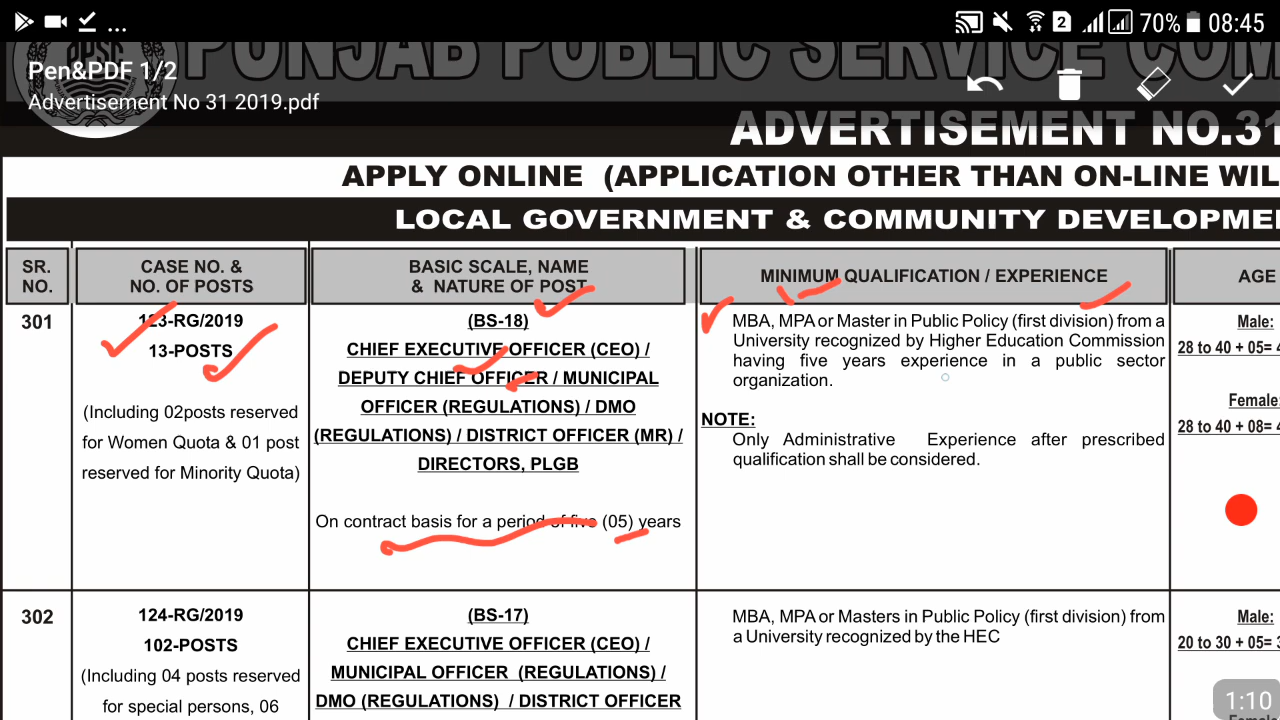 ... 2 70% 08:45
PUNJAB PUBLIC SERVICE COM
Pen&PDF 1/2
Advertisement No 31 2019.pdf
ADVERTISEMENT NO.31
APPLY ONLINE (APPLICATION OTHER THAN ON-LINE WIL
LOCAL GOVERNMENT & COMMUNITY DEVELOPME
SR.
NO.
CASE NO. &
NO. OF POSTS
BASIC SCALE, NAME
& NATURE OF POST
MINIMUM QUALIFICATION / EXPERIENCE
AGE
301
123-RG/2019
13-POSTS
(Including 02posts reserved
for Women Quota & 01 post
reserved for Minority Quota)
(BS-18)
CHIEF EXECUTIVE OFFICER (CEO) /
DEPUTY CHIEF OFFICER / MUNICIPAL
OFFICER (REGULATIONS) / DMO
(REGULATIONS) / DISTRICT OFFICER (MR) /
DIRECTORS, PLGB
On contract basis for a period of five (05) years
MBA, MPA or Master in Public Policy (first division) from a
University recognized by Higher Education Commission
having five years experience in a public sector
organization.
NOTE:
Only Administrative Experience after prescribed
qualification shall be considered.
Male:
28 to 40 + 05= 4
Female:
28 to 40 + 08= 4
302
124-RG/2019
102-POSTS
(Including 04 posts reserved
for special persons, 06
(BS-17)
CHIEF EXECUTIVE OFFICER (CEO) /
MUNICIPAL OFFICER (REGULATIONS) /
DMO (REGULATIONS) / DISTRICT OFFICER
MBA, MPA or Masters in Public Policy (first division) from
a University recognized by the HEC
Male:
20 to 30 + 05= 3
1:10